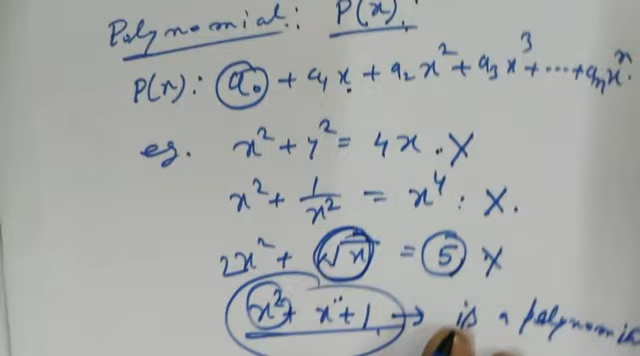 Polynomial: P(x).
P(x): a₀ + a₁x + a₂x² + a₃x³ + ... + aₙxⁿ.
eg. x² + y² = 4x . X
x² + 1/x² = x⁴ : X.
2x² + √x = 5 X
x² + x + 1 → is a polynomia